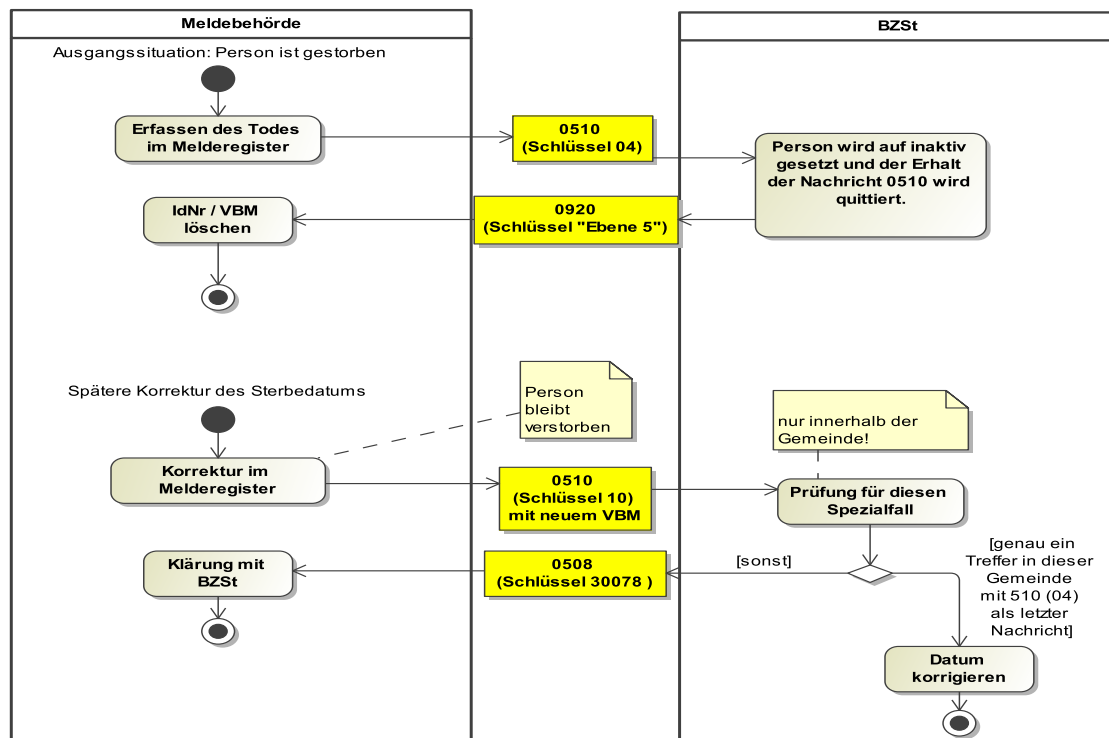 Meldebehörde
BZSt
Ausgangssituation: Person ist gestorben
Erfassen des Todes
im Melderegister
0510
(Schlüssel 04)
Person wird auf inaktiv
gesetzt und der Erhalt
der Nachricht 0510 wird
quittiert.
IdNr / VBM
löschen
0920
(Schlüssel "Ebene 5")
Spätere Korrektur des Sterbedatums
Person
bleibt
verstorben
nur innerhalb der
Gemeinde!
Korrektur im
Melderegister
0510
(Schlüssel 10)
mit neuem VBM
Prüfung für diesen
Spezialfall
Klärung mit
BZSt
0508
(Schlüssel 30078 )
[sonst]
[genau ein
Treffer in dieser
Gemeinde
mit 510 (04)
als letzter
Nachricht]
Datum
korrigieren